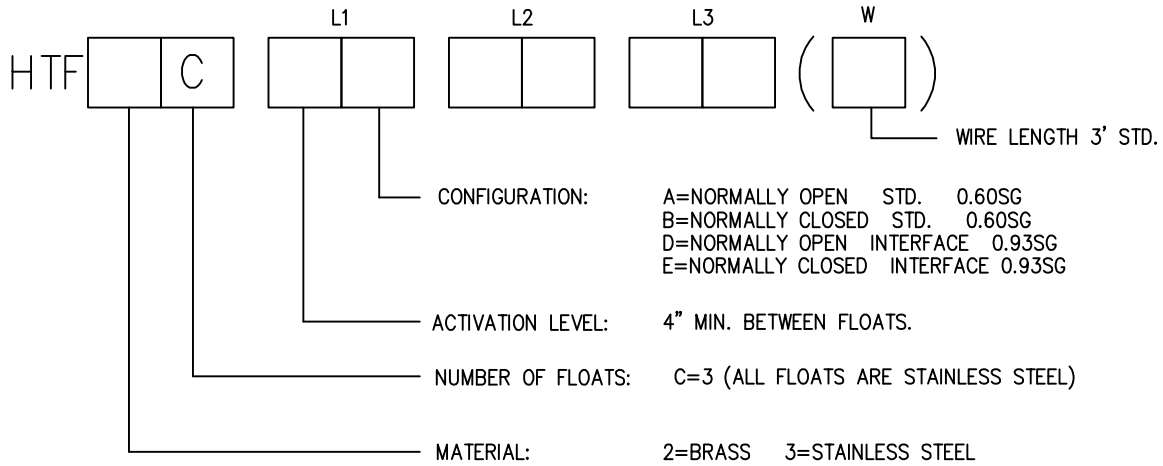 L1 L2 L3 W
HTF C ( )
WIRE LENGTH 3' STD.
CONFIGURATION: A=NORMALLY OPEN STD. 0.60SG
B=NORMALLY CLOSED STD. 0.60SG
D=NORMALLY OPEN INTERFACE 0.93SG
E=NORMALLY CLOSED INTERFACE 0.93SG
ACTIVATION LEVEL: 4" MIN. BETWEEN FLOATS.
NUMBER OF FLOATS: C=3 (ALL FLOATS ARE STAINLESS STEEL)
MATERIAL: 2=BRASS 3=STAINLESS STEEL